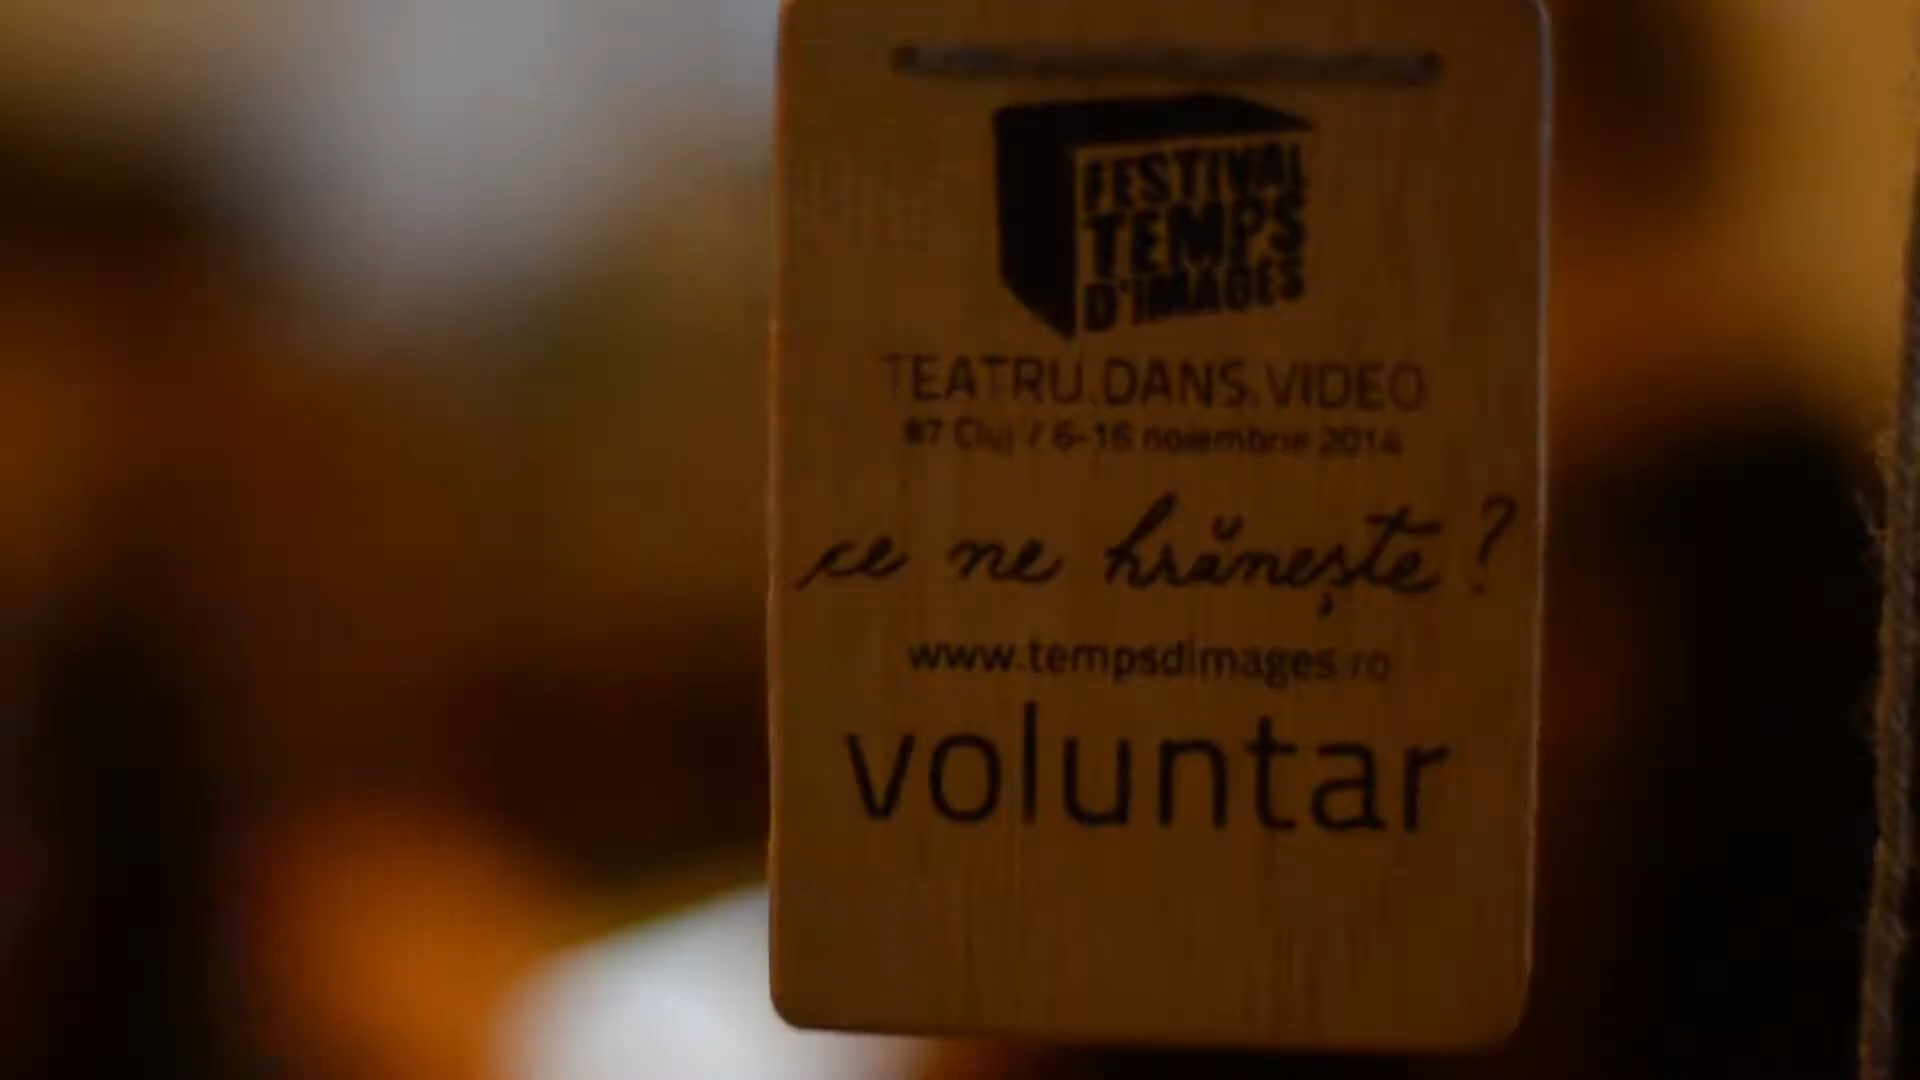 FESTIVAL
TEMPS
D'IMAGES
TEATRU.DANS.VIDEO
#7 Cluj / 6-16 noiembrie 2014
ce ne hrănește?
www.tempsdimages.ro
voluntar